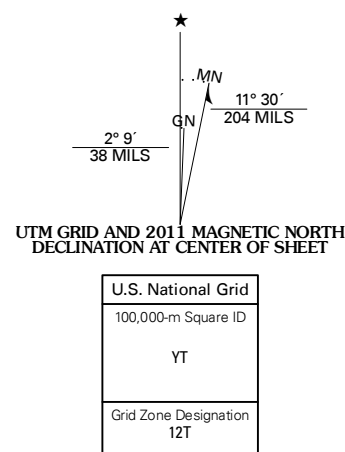 MN
11° 30´
204 MILS
GN
2° 9´
38 MILS
UTM GRID AND 2011 MAGNETIC NORTH
DECLINATION AT CENTER OF SHEET
U.S. National Grid
100,000-m Square ID
YT
Grid Zone Designation
12T